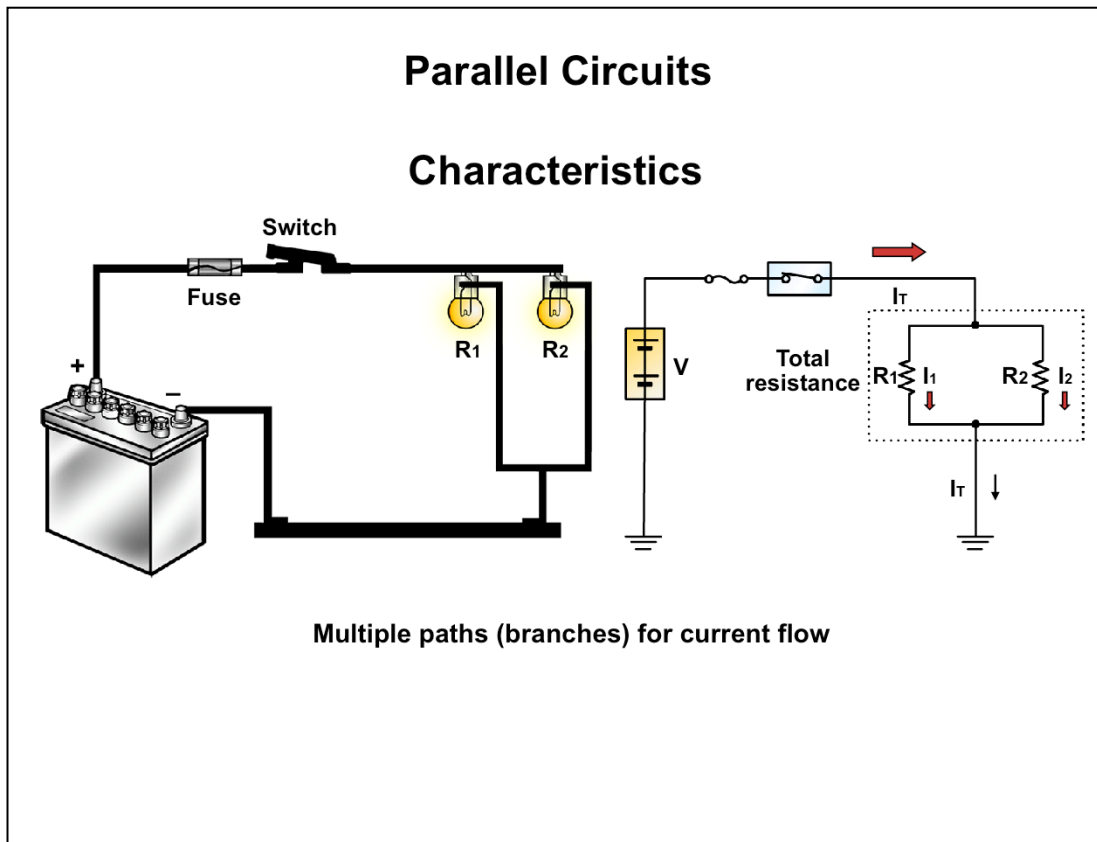 Parallel Circuits
Characteristics
Switch
Fuse
R1
R2
+
–
V
IT
Total
resistance
R1
I1
R2
I2
IT
Multiple paths (branches) for current flow